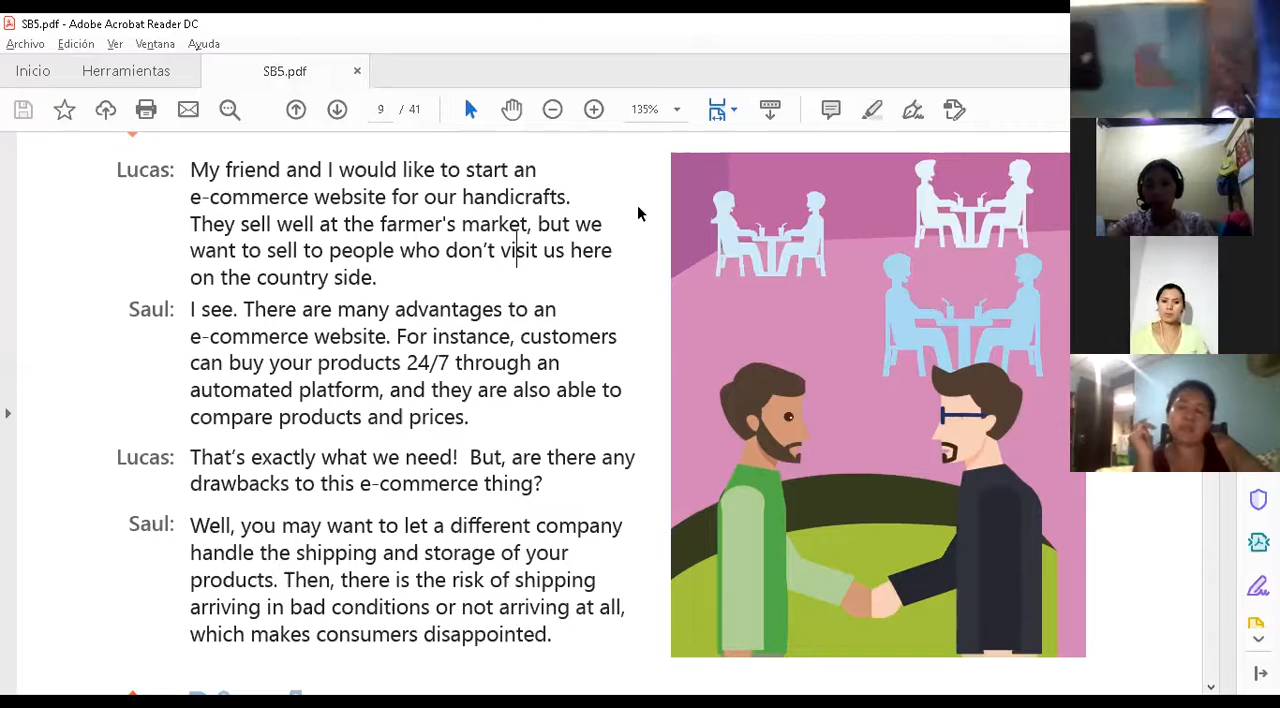 SB5.pdf - Adobe Acrobat Reader DC
Archivo Edición Ver Ventana Ayuda
Inicio Herramientas SB5.pdf ×
9 / 41 135%
Lucas: My friend and I would like to start an
e-commerce website for our handicrafts.
They sell well at the farmer's market, but we
want to sell to people who don't visit us here
on the country side.
Saul: I see. There are many advantages to an
e-commerce website. For instance, customers
can buy your products 24/7 through an
automated platform, and they are also able to
compare products and prices.
Lucas: That's exactly what we need! But, are there any
drawbacks to this e-commerce thing?
Saul: Well, you may want to let a different company
handle the shipping and storage of your
products. Then, there is the risk of shipping
arriving in bad conditions or not arriving at all,
which makes consumers disappointed.